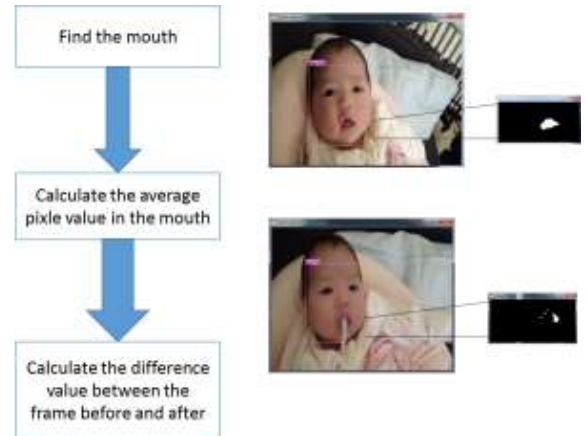 Find the mouth
Calculate the average
pixle value in the mouth
Calculate the difference
value between the
frame before and after